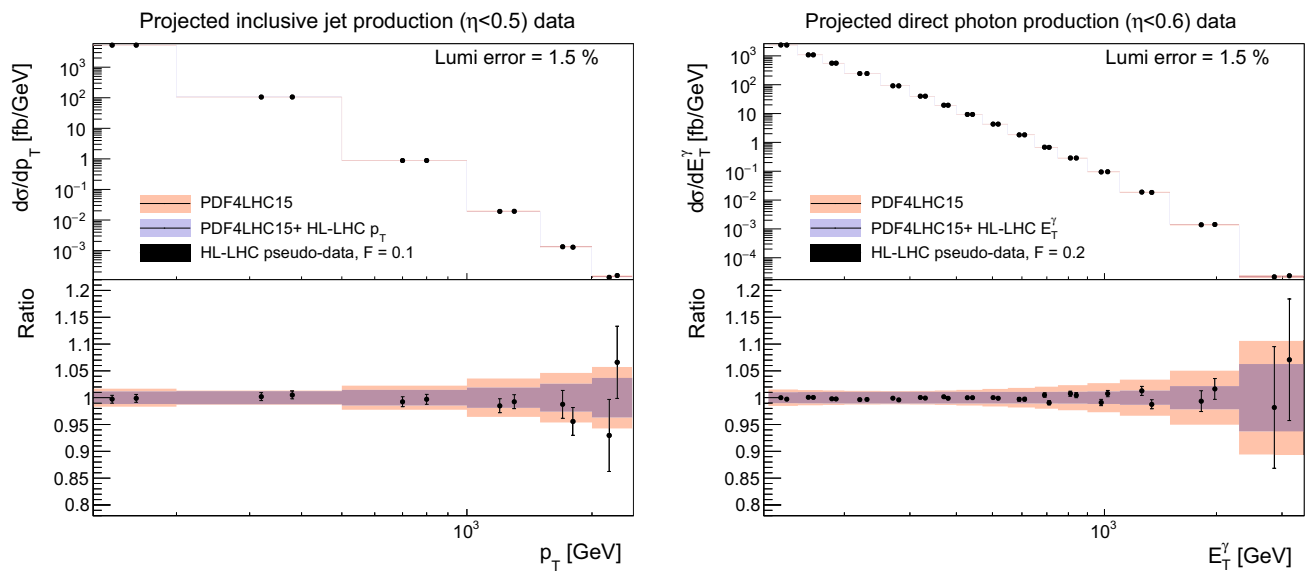 Projected inclusive jet production (η<0.5) data
Lumi error = 1.5 %
dσ/dp_T [fb/GeV]
10^3
10^2
10
1
10^−1
10^−2
10^−3
PDF4LHC15
PDF4LHC15+ HL-LHC p_T
HL-LHC pseudo-data, F = 0.1
Ratio
1.2
1.15
1.1
1.05
1
0.95
0.9
0.85
0.8
10^3
p_T [GeV]
Projected direct photon production (η<0.6) data
Lumi error = 1.5 %
dσ/dE_T^γ [fb/GeV]
10^3
10^2
10
1
10^−1
10^−2
10^−3
10^−4
PDF4LHC15
PDF4LHC15+ HL-LHC E_T^γ
HL-LHC pseudo-data, F = 0.2
Ratio
1.2
1.15
1.1
1.05
1
0.95
0.9
0.85
0.8
10^3
E_T^γ [GeV]